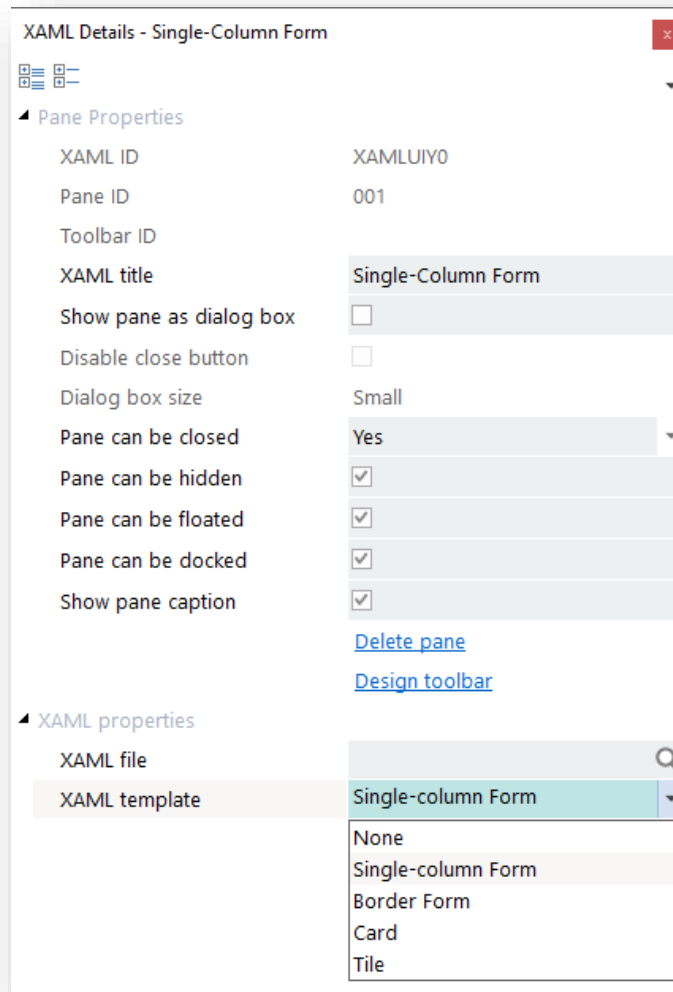 XAML Details - Single-Column Form
x
Pane Properties
XAML ID XAMLUIY0
Pane ID 001
Toolbar ID
XAML title Single-Column Form
Show pane as dialog box
Disable close button
Dialog box size Small
Pane can be closed Yes
Pane can be hidden
Pane can be floated
Pane can be docked
Show pane caption
Delete pane
Design toolbar
XAML properties
XAML file
XAML template Single-column Form
None
Single-column Form
Border Form
Card
Tile